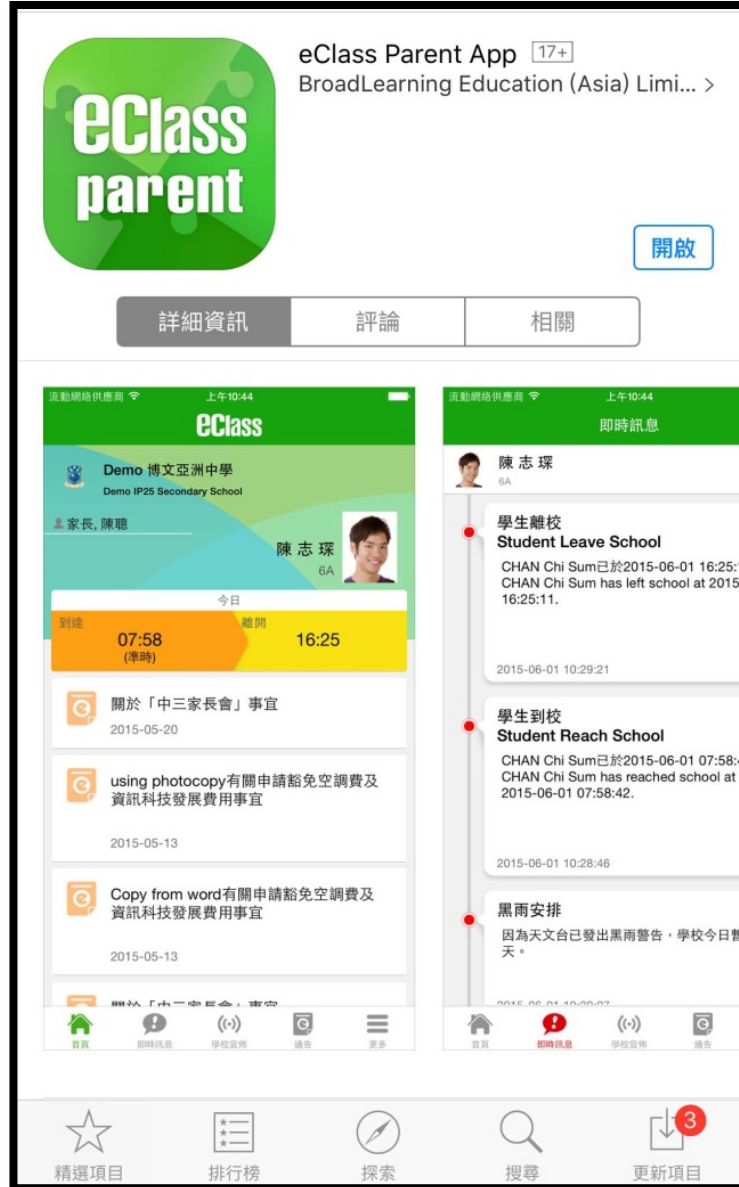 eClass
parent
eClass Parent App 17+
BroadLearning Education (Asia) Limi... >
開啟
詳細資訊
評論
相關
流動網絡供應商
上午10:44
eClass
Demo 博文亞洲中學
Demo IP25 Secondary School
家長, 陳聰
陳志琛
6A
今日
到達
離開
07:58
16:25
(準時)
關於「中三家長會」事宜
2015-05-20
using photocopy有關申請豁免空調費及
資訊科技發展費用事宜
2015-05-13
Copy from word有關申請豁免空調費及
資訊科技發展費用事宜
2015-05-13
首頁
即時訊息
學校宣佈
通告
更多
流動網絡供應商
上午10:44
即時訊息
陳志琛
6A
學生離校
Student Leave School
CHAN Chi Sum已於2015-06-01 16:25:
CHAN Chi Sum has left school at 2015
16:25:11.
2015-06-01 10:29:21
學生到校
Student Reach School
CHAN Chi Sum已於2015-06-01 07:58:
CHAN Chi Sum has reached school at
2015-06-01 07:58:42.
2015-06-01 10:28:46
黑雨安排
因為天文台已發出黑雨警告，學校今日
天。
首頁
即時訊息
學校宣佈
通告
精選項目
排行榜
探索
搜尋
3
更新項目